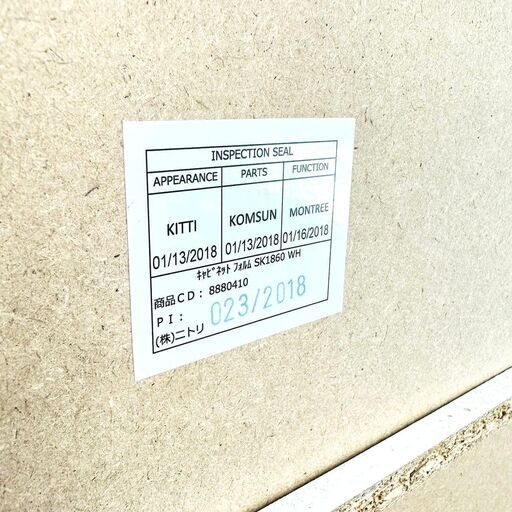 INSPECTION SEAL
APPEARANCE PARTS FUNCTION
KITTI KOMSUN MONTREE
01/13/2018 01/13/2018 01/16/2018
ｷｬﾋﾞﾈｯﾄ ﾌｫﾙﾑ SK1860 WH
商品ＣＤ： 8880410
ＰＩ： 023/2018
(株)ニトリ